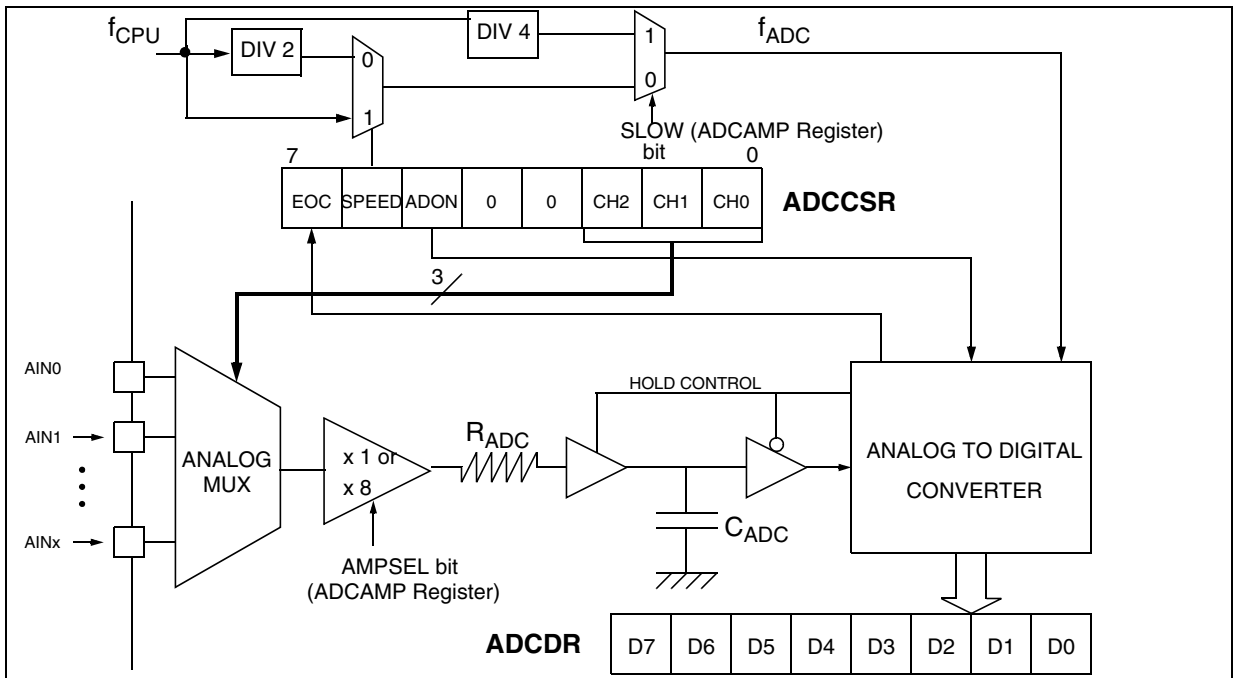 fCPU
DIV 2
DIV 4
0
1
1
0
fADC
SLOW (ADCAMP Register)
bit
7
0
EOC SPEED ADON 0 0 CH2 CH1 CH0
ADCCSR
3
AIN0
AIN1
AINx
ANALOG
MUX
x 1 or
x 8
AMPSEL bit
(ADCAMP Register)
RADC
HOLD CONTROL
CADC
ANALOG TO DIGITAL
CONVERTER
ADCDR
D7 D6 D5 D4 D3 D2 D1 D0